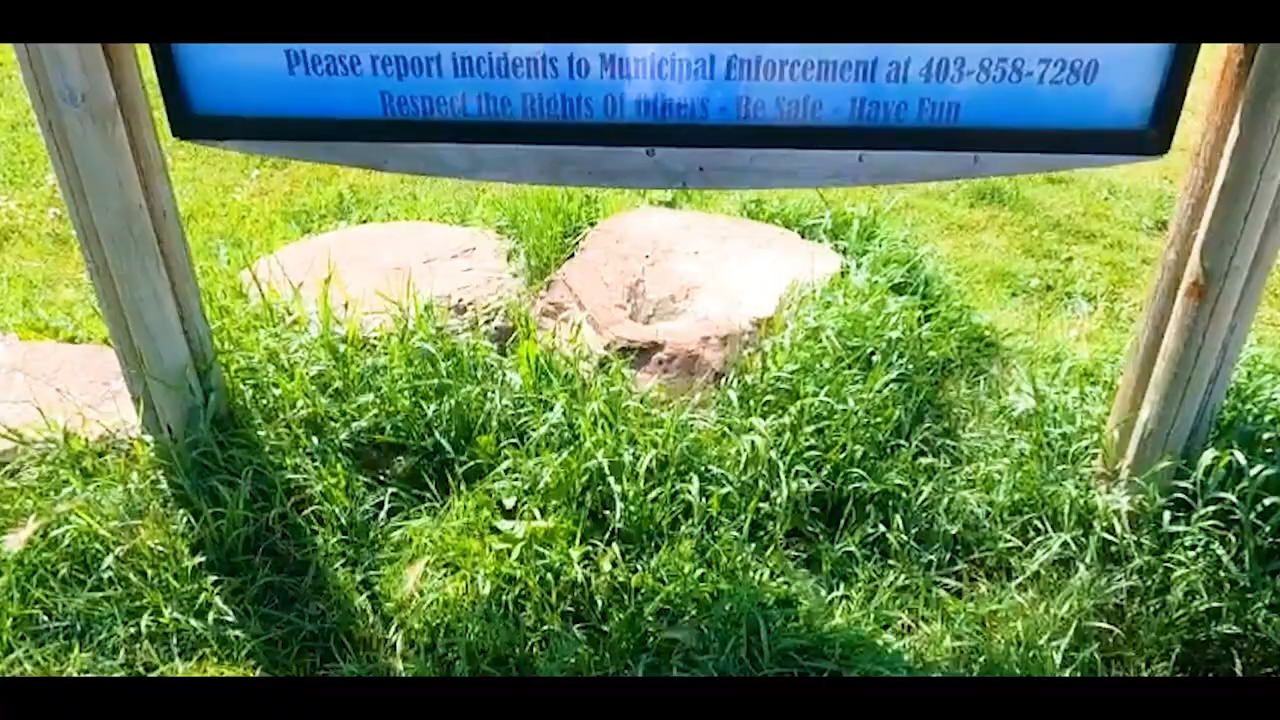 Please report incidents to Municipal Enforcement at 403-858-7280
Respect the Rights Of Others - Be Safe - Have Fun